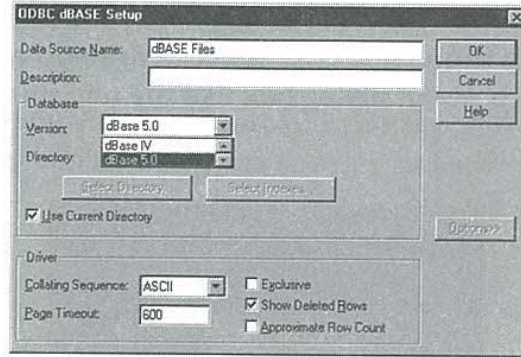 ODBC dBASE Setup
Data Source Name: dBASE Files
OK
Description:
Cancel
Database
Help
Version: dBase 5.0
dBase IV
Directory: dBase 5.0
Select Directory... Select Indexes...
Use Current Directory
Options>>
Driver
Collating Sequence: ASCII
Exclusive
Show Deleted Rows
Page Timeout: 600
Approximate Row Count